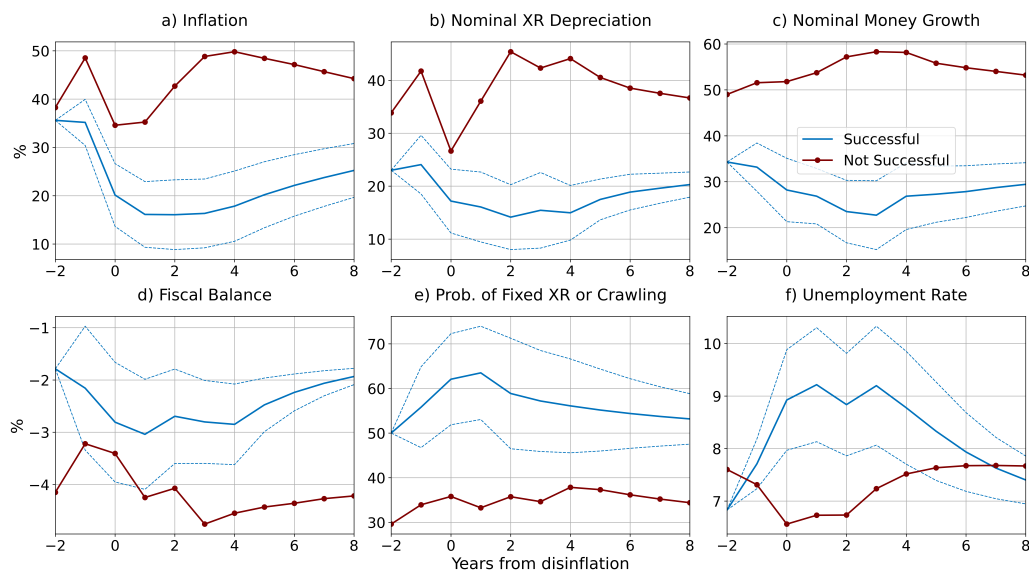 a) Inflation
b) Nominal XR Depreciation
c) Nominal Money Growth
50
40
30
20
10
%
−2 0 2 4 6 8
40
30
20
10
−2 0 2 4 6 8
60
50
40
30
20
Successful
Not Successful
−2 0 2 4 6 8
d) Fiscal Balance
e) Prob. of Fixed XR or Crawling
f) Unemployment Rate
−1
−2
−3
−4
%
−2 0 2 4 6 8
70
60
50
40
30
−2 0 2 4 6 8
10
9
8
7
−2 0 2 4 6 8
Years from disinflation